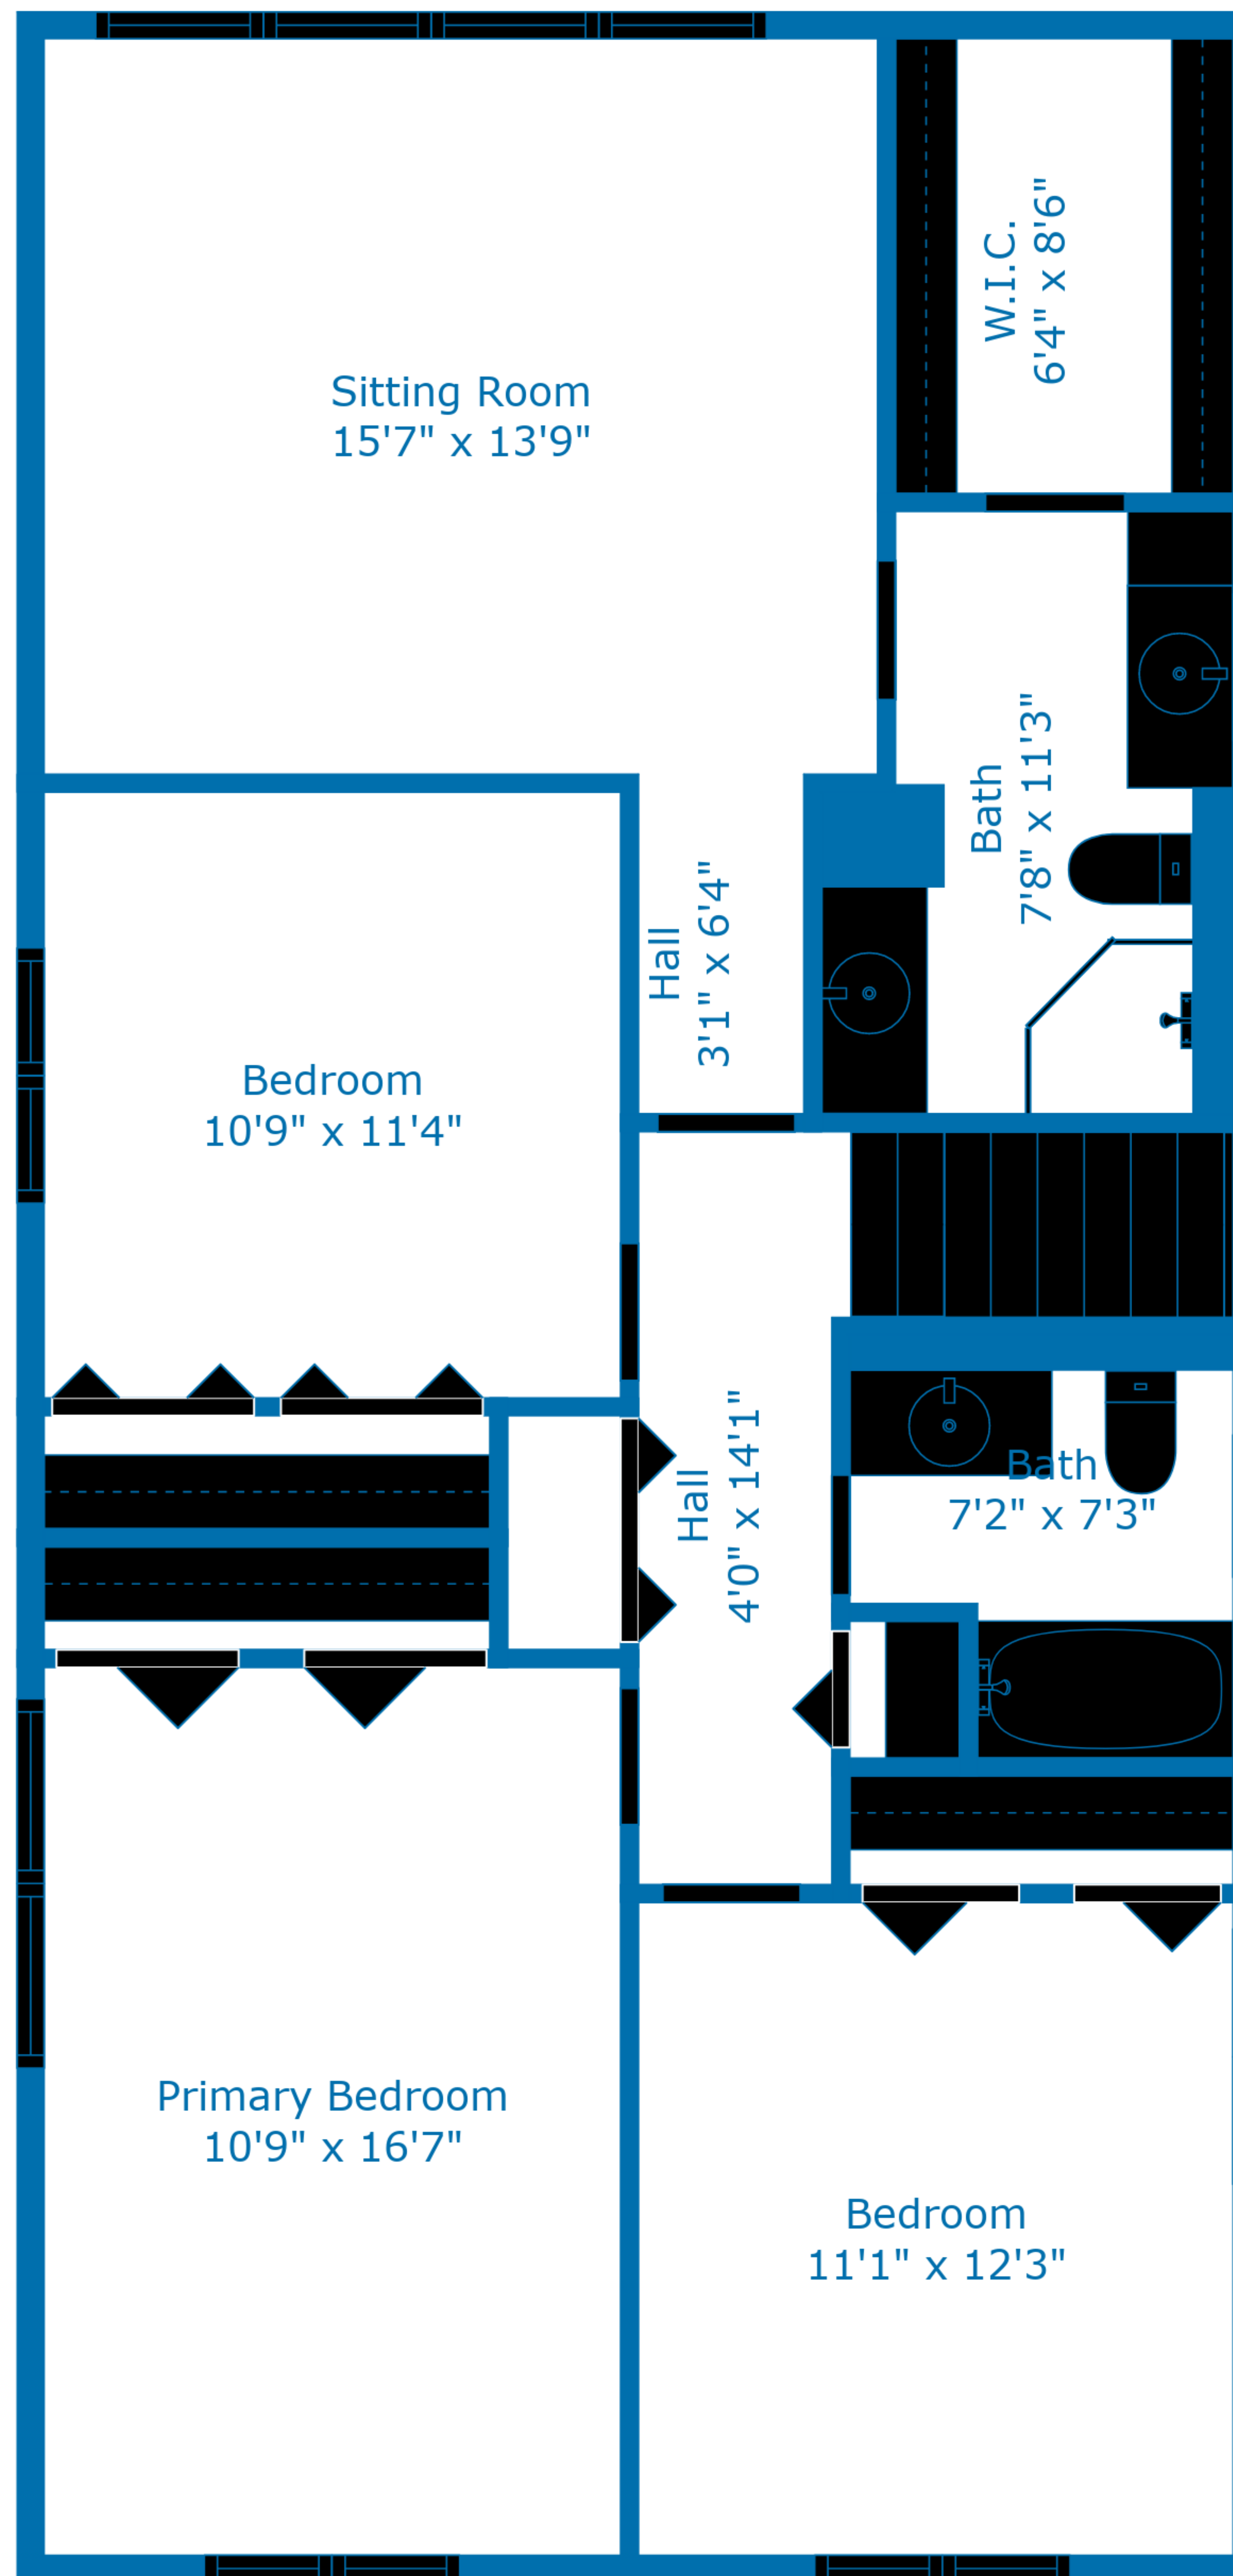 W.I.C.
6'4" x 8'6"
Sitting Room
15'7" x 13'9"
Bath
7'8" x 11'3"
Hall
3'1" x 6'4"
Bedroom
10'9" x 11'4"
Hall
4'0" x 14'1"
Bath
7'2" x 7'3"
Primary Bedroom
10'9" x 16'7"
Bedroom
11'1" x 12'3"